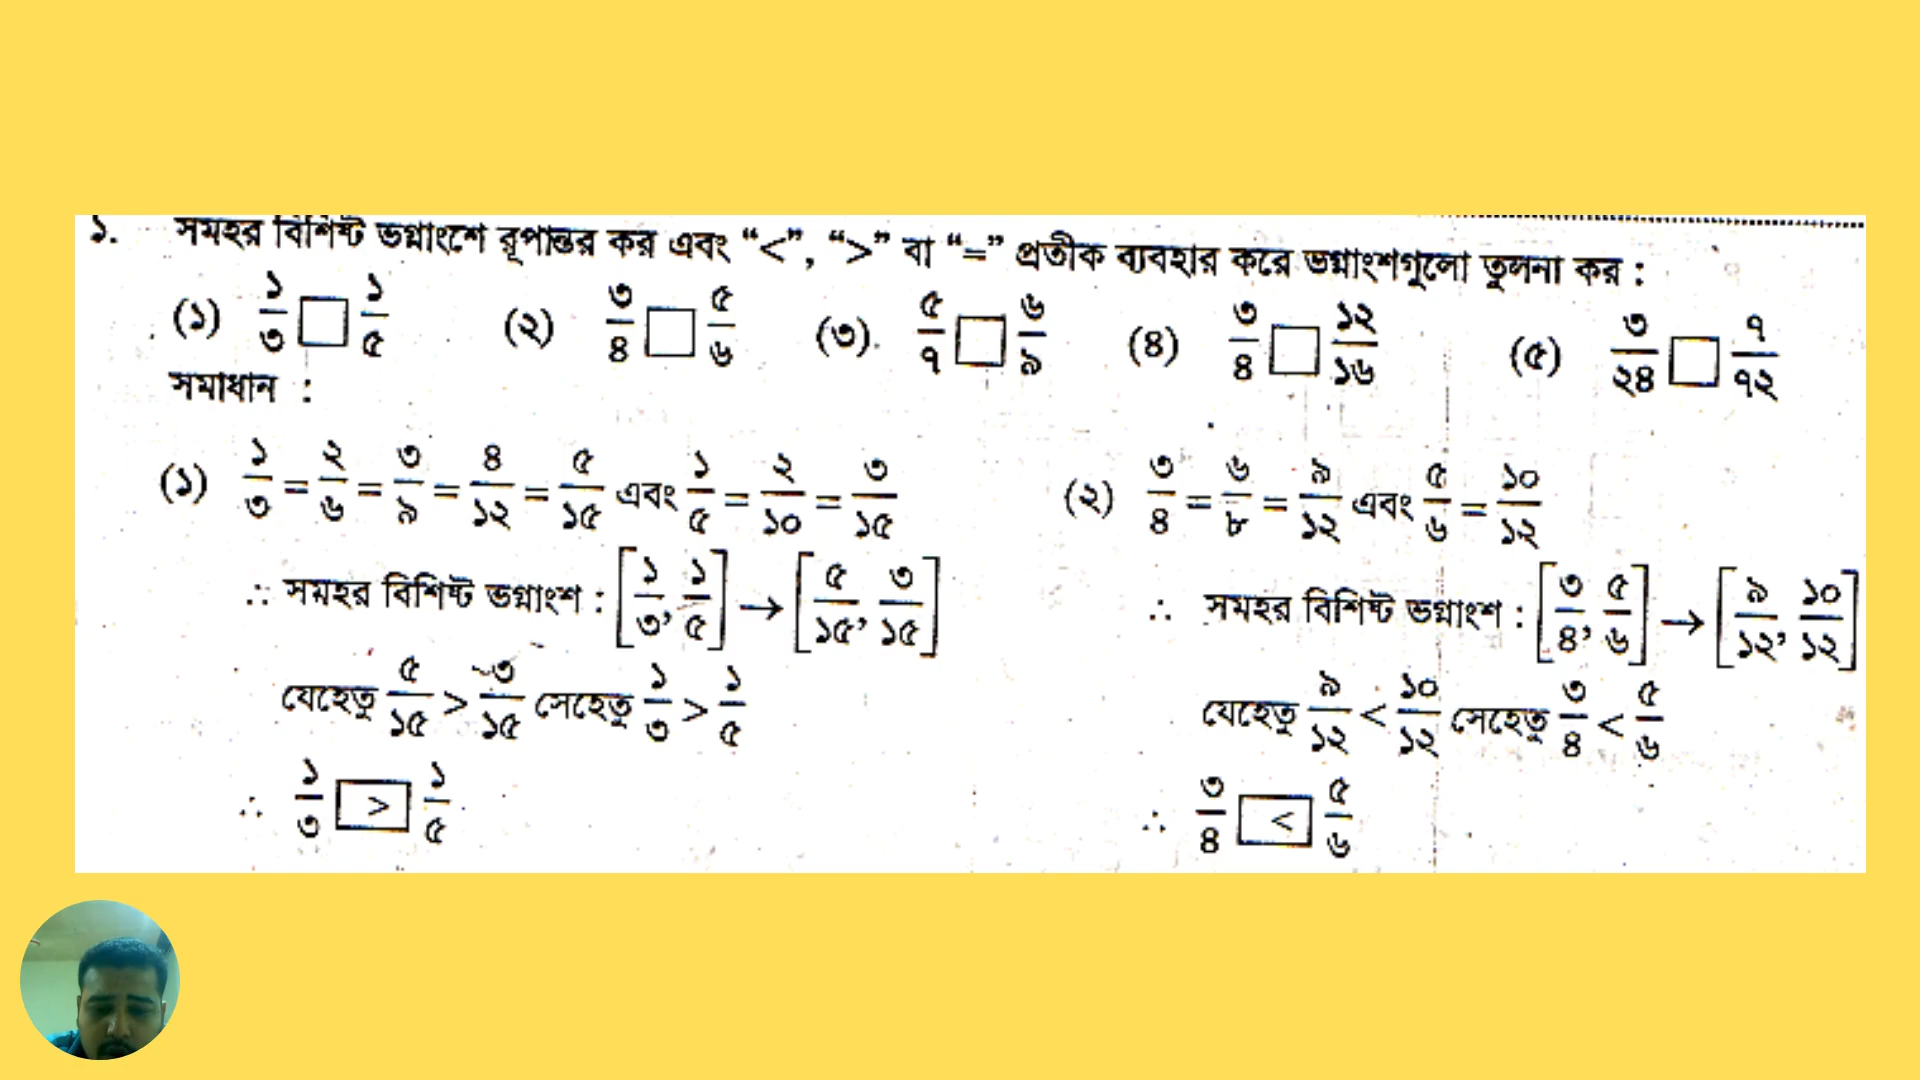 ১. সমহর বিশিষ্ট ভগ্নাংশে রূপান্তর কর এবং “<”, “>” বা “=” প্রতীক ব্যবহার করে ভগ্নাংশগুলো তুলনা কর :
(১) ১/৩ □ ১/৫ (২) ৩/৪ □ ৫/৬ (৩). ৫/৭ □ ৬/৯ (৪) ৩/৪ □ ১২/১৬ (৫) ৩/২৪ □ ৭/৭২
সমাধান :
(১) ১/৩ = ২/৬ = ৩/৯ = ৪/১২ = ৫/১৫ এবং ১/৫ = ২/১০ = ৩/১৫
∴ সমহর বিশিষ্ট ভগ্নাংশ : [১/৩, ১/৫] → [৫/১৫, ৩/১৫]
যেহেতু ৫/১৫ > ৩/১৫ সেহেতু ১/৩ > ১/৫
∴ ১/৩ > ১/৫
(২) ৩/৪ = ৬/৮ = ৯/১২ এবং ৫/৬ = ১০/১২
∴ সমহর বিশিষ্ট ভগ্নাংশ : [৩/৪, ৫/৬] → [৯/১২, ১০/১২]
যেহেতু ৯/১২ < ১০/১২ সেহেতু ৩/৪ < ৫/৬
∴ ৩/৪ < ৫/৬